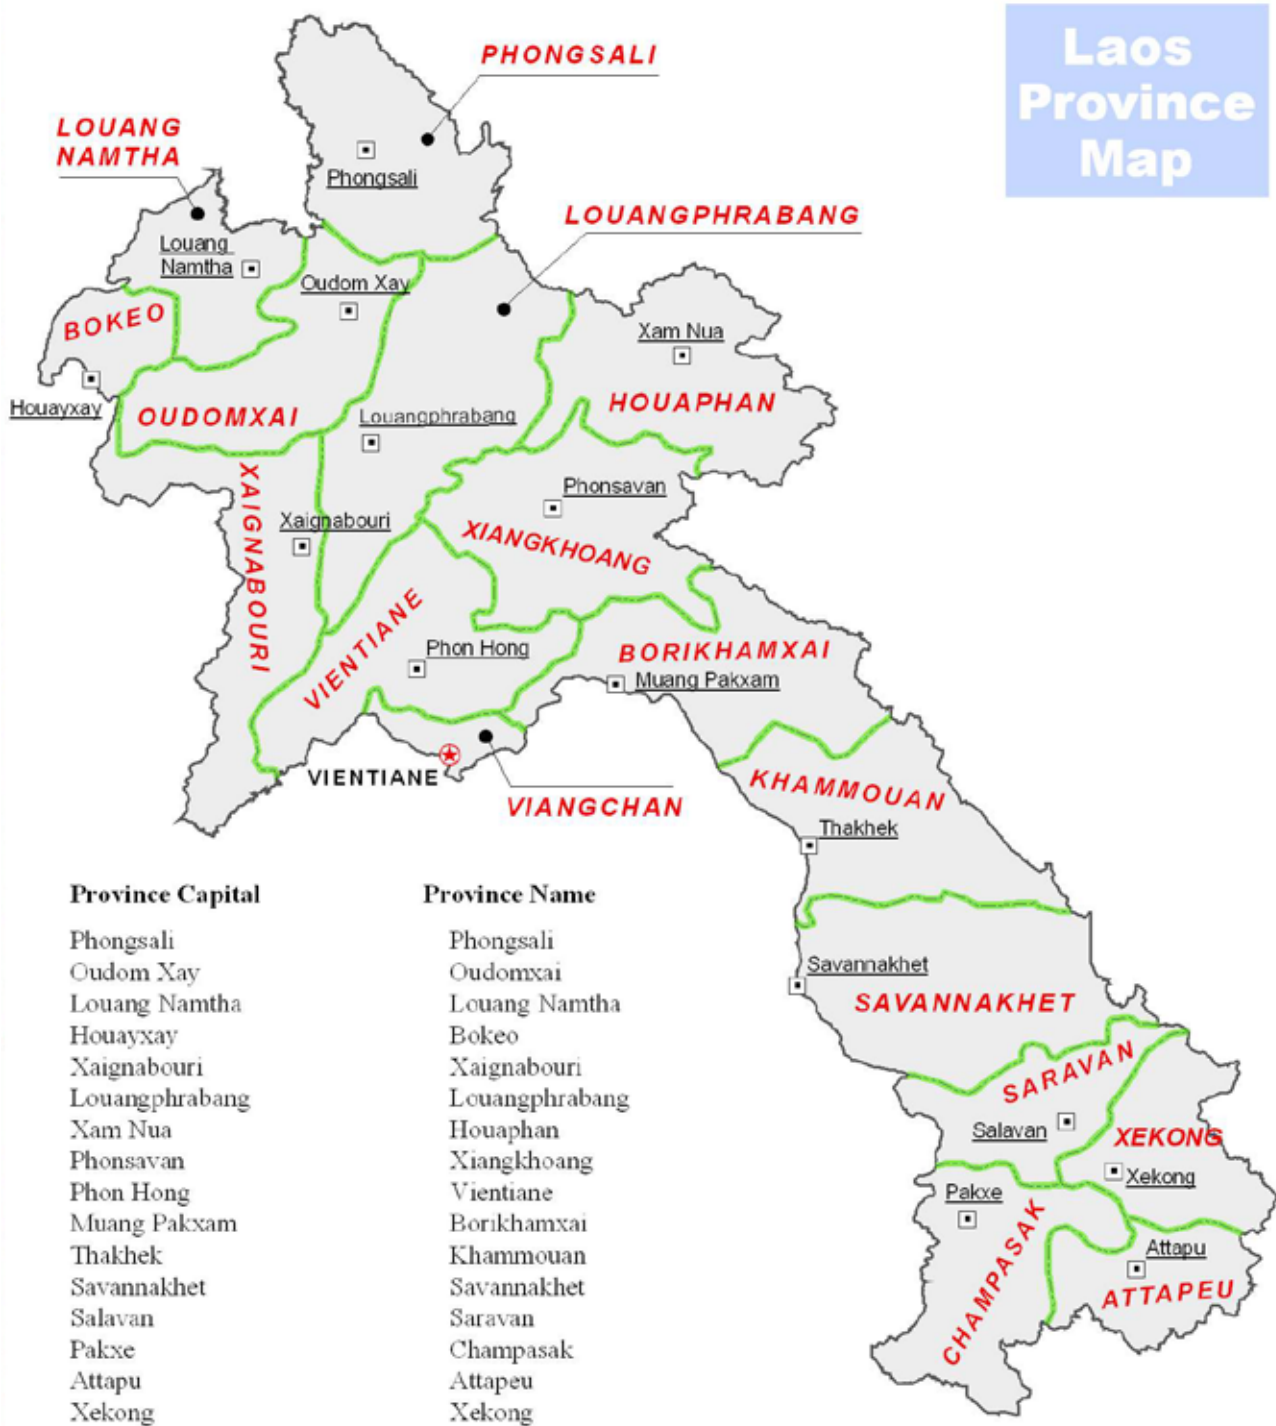 Laos
Province
Map
PHONGSALI
LOUANG
NAMTHA
Phongsali
LOUANGPHRABANG
Louang
Namtha
Oudom Xay
BOKEO
Xam Nua
Houayxay
OUDOMXAI
HOUAPHAN
Louangphrabang
XAIGNABOURI
Phonsavan
Xaignabouri
XIANGKHOANG
VIENTIANE
Phon Hong
BORIKHAMXAI
Muang Pakxam
VIENTIANE
VIANGCHAN
KHAMMOUAN
Thakhek
Savannakhet
SAVANNAKHET
SARAVAN
Salavan
XEKONG
Xekong
Pakxe
CHAMPASAK
Attapu
ATTAPEU
Province Capital Province Name
Phongsali Phongsali
Oudom Xay Oudomxai
Louang Namtha Louang Namtha
Houayxay Bokeo
Xaignabouri Xaignabouri
Louangphrabang Louangphrabang
Xam Nua Houaphan
Phonsavan Xiangkhoang
Phon Hong Vientiane
Muang Pakxam Borikhamxai
Thakhek Khammouan
Savannakhet Savannakhet
Salavan Saravan
Pakxe Champasak
Attapu Attapeu
Xekong Xekong